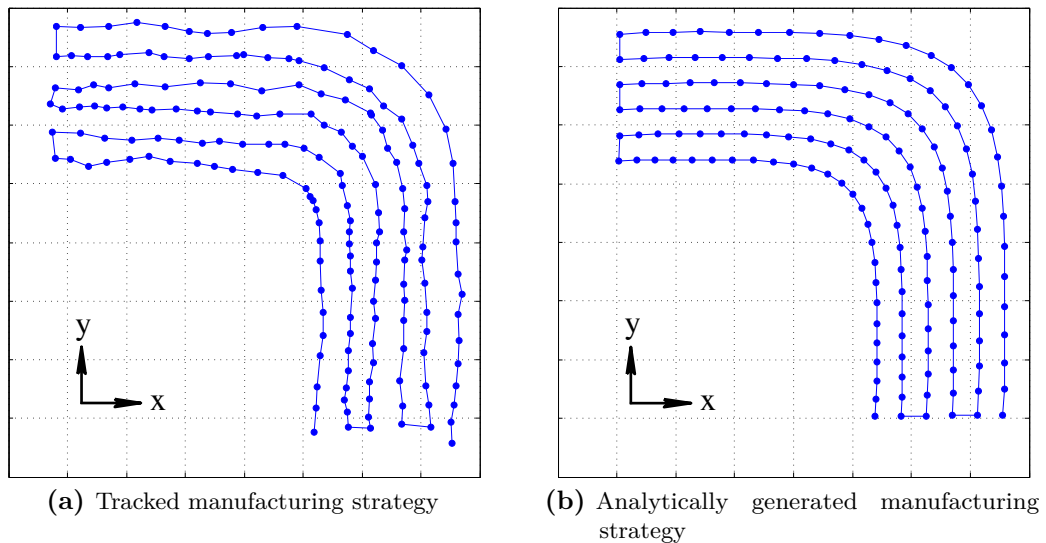 y
x
y
x
(a) Tracked manufacturing strategy
(b) Analytically generated manufacturing
strategy